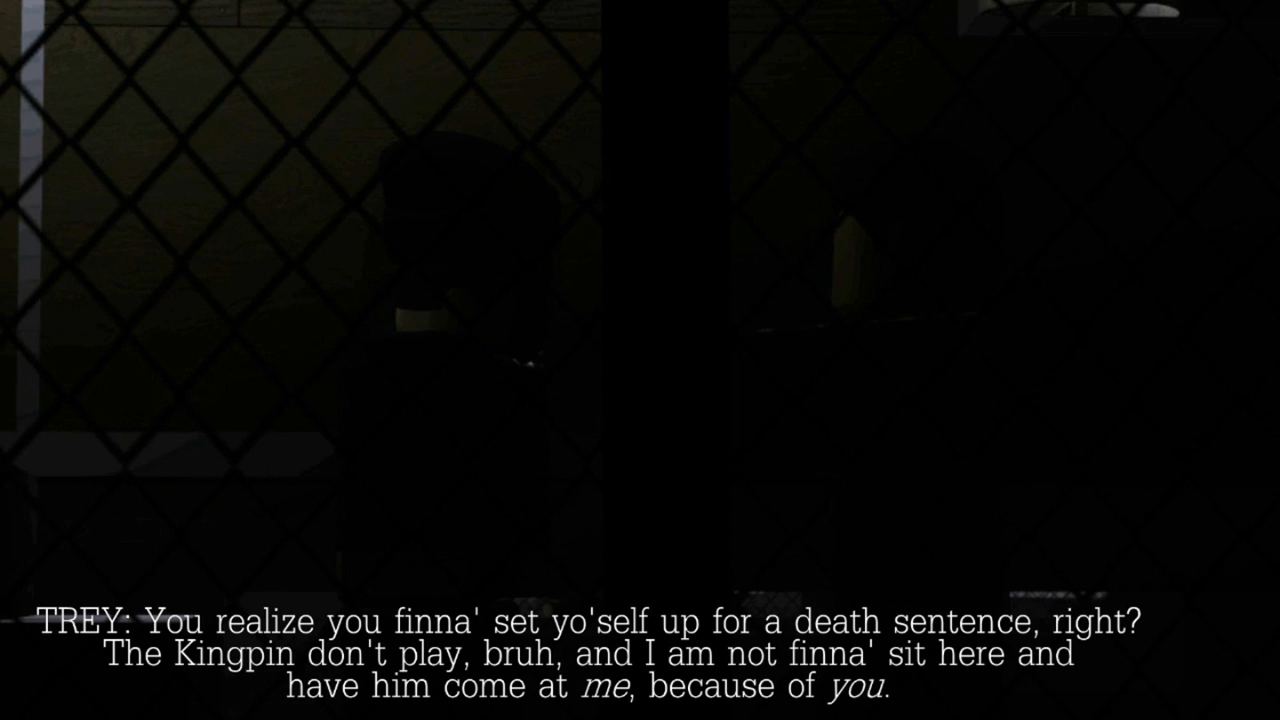 TREY: You realize you finna' set yo'self up for a death sentence, right?
The Kingpin don't play, bruh, and I am not finna' sit here and
have him come at me, because of you.